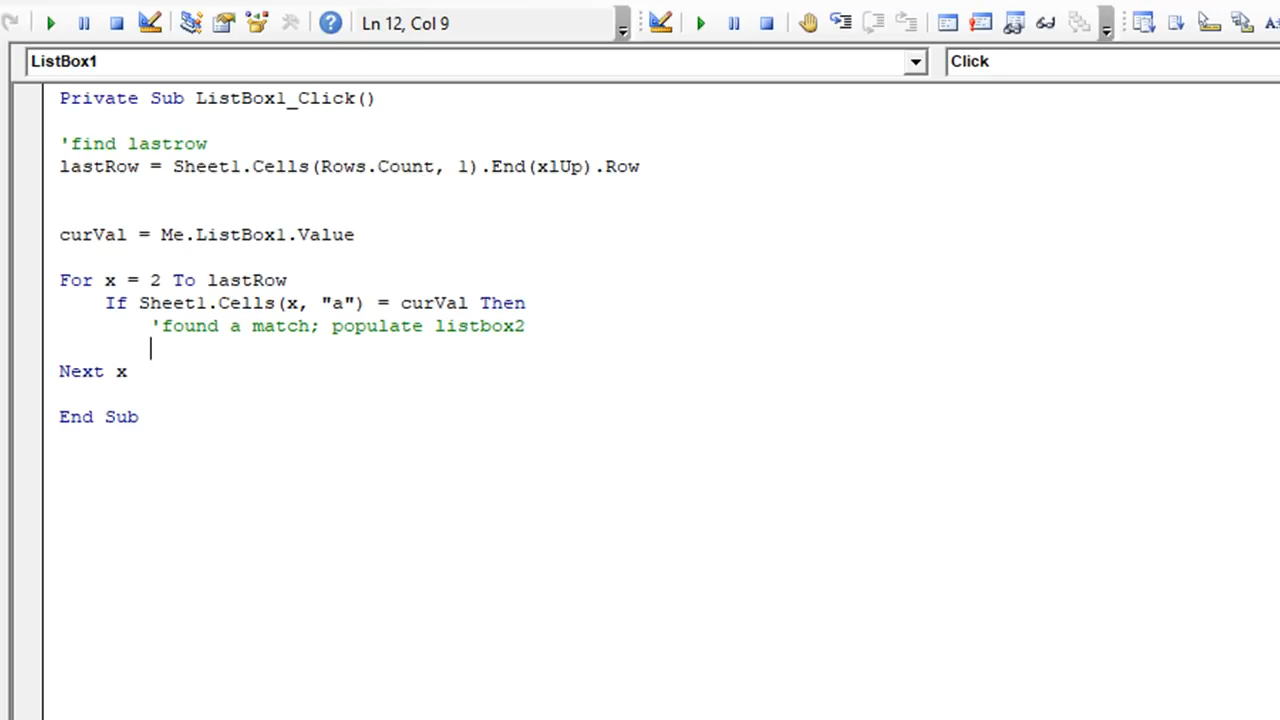 Ln 12, Col 9
ListBox1
Click
Private Sub ListBox1_Click()
'find lastrow
lastRow = Sheet1.Cells(Rows.Count, 1).End(xlUp).Row
curVal = Me.ListBox1.Value
For x = 2 To lastRow
If Sheet1.Cells(x, "a") = curVal Then
'found a match; populate listbox2
Next x
End Sub